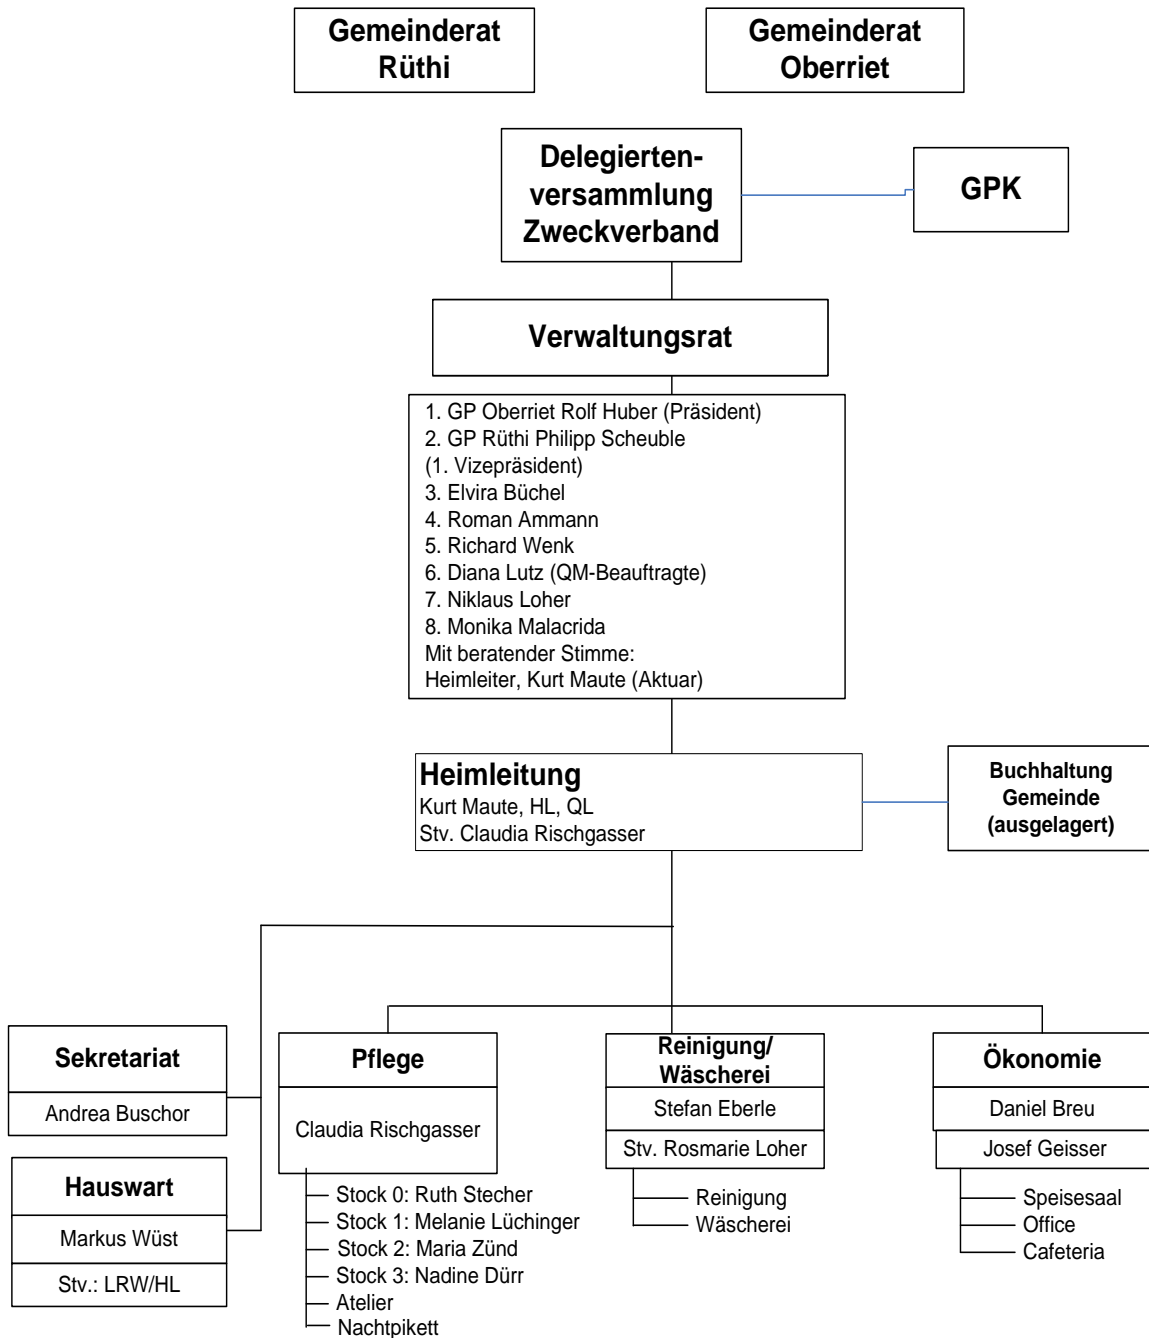 Gemeinderat
Rüthi
Gemeinderat
Oberriet
Delegierten-
versammlung
Zweckverband
GPK
Verwaltungsrat
1. GP Oberriet Rolf Huber (Präsident)
2. GP Rüthi Philipp Scheuble
(1. Vizepräsident)
3. Elvira Büchel
4. Roman Ammann
5. Richard Wenk
6. Diana Lutz (QM-Beauftragte)
7. Niklaus Loher
8. Monika Malacrida
Mit beratender Stimme:
Heimleiter, Kurt Maute (Aktuar)
Heimleitung
Kurt Maute, HL, QL
Stv. Claudia Rischgasser
Buchhaltung
Gemeinde
(ausgelagert)
Sekretariat
Andrea Buschor
Hauswart
Markus Wüst
Stv.: LRW/HL
Pflege
Claudia Rischgasser
Stock 0: Ruth Stecher
Stock 1: Melanie Lüchinger
Stock 2: Maria Zünd
Stock 3: Nadine Dürr
Atelier
Nachtpikett
Reinigung/
Wäscherei
Stefan Eberle
Stv. Rosmarie Loher
Reinigung
Wäscherei
Ökonomie
Daniel Breu
Josef Geisser
Speisesaal
Office
Cafeteria